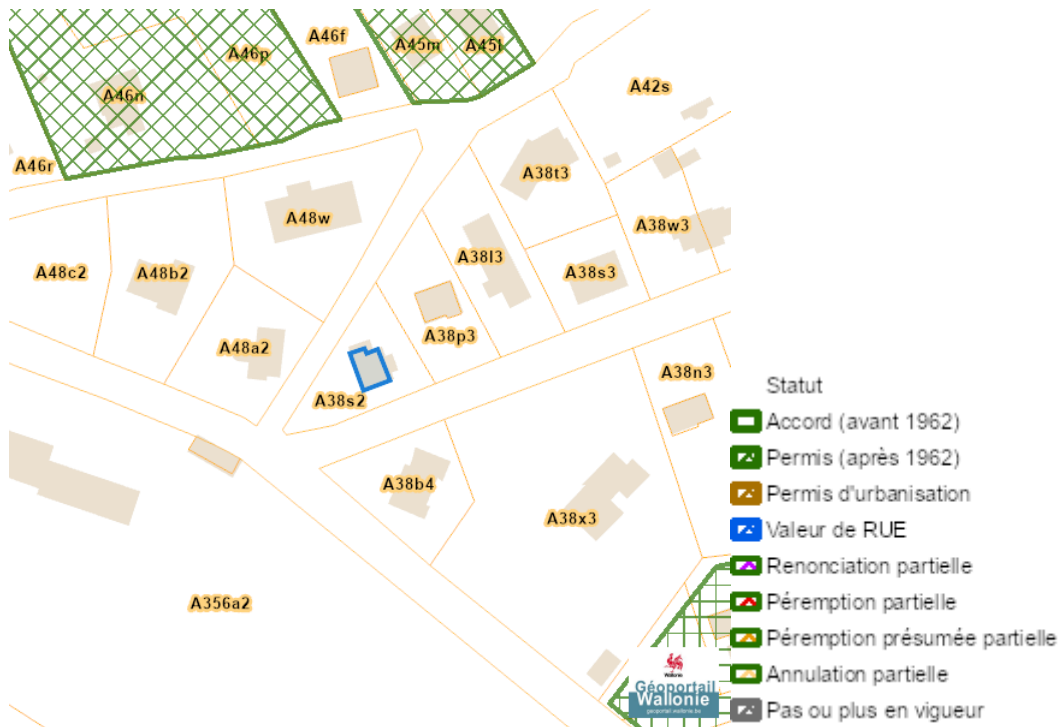 A46f
A45m
A45l
A46p
A42s
A46n
A46r
A38t3
A48w
A38w3
A38l3
A48c2
A48b2
A38s3
A38p3
A48a2
A38n3
A38s2
A38b4
A38x3
A356a2
Statut
Accord (avant 1962)
Permis (après 1962)
Permis d'urbanisation
Valeur de RUE
Renonciation partielle
Péremption partielle
Péremption présumée partielle
Annulation partielle
Pas ou plus en vigueur
Wallonie
Géoportail
Wallonie
geoportail.wallonie.be